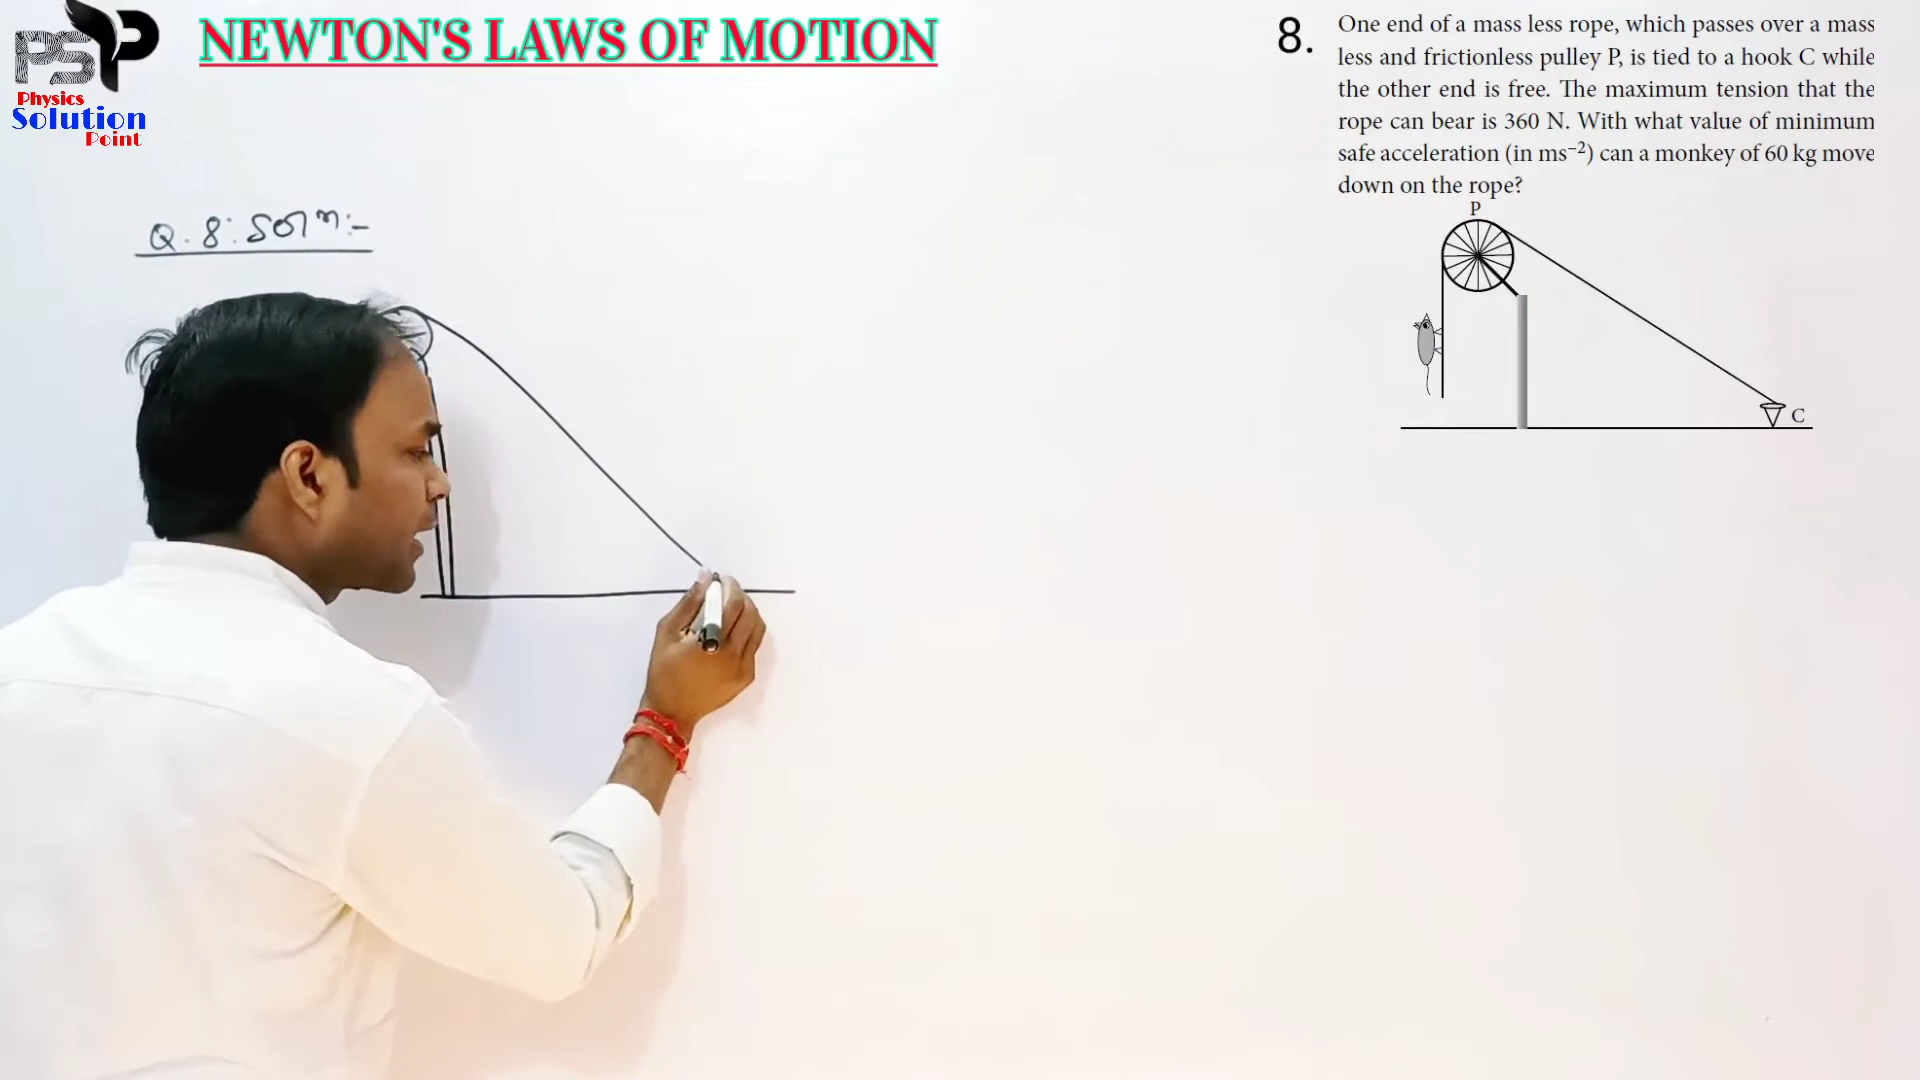 PSP
Physics
Solution
Point
NEWTON'S LAWS OF MOTION
8. One end of a mass less rope, which passes over a mass
less and frictionless pulley P, is tied to a hook C while
the other end is free. The maximum tension that the
rope can bear is 360 N. With what value of minimum
safe acceleration (in ms⁻²) can a monkey of 60 kg move
down on the rope?
P
C
Q. 8: Solⁿ:-